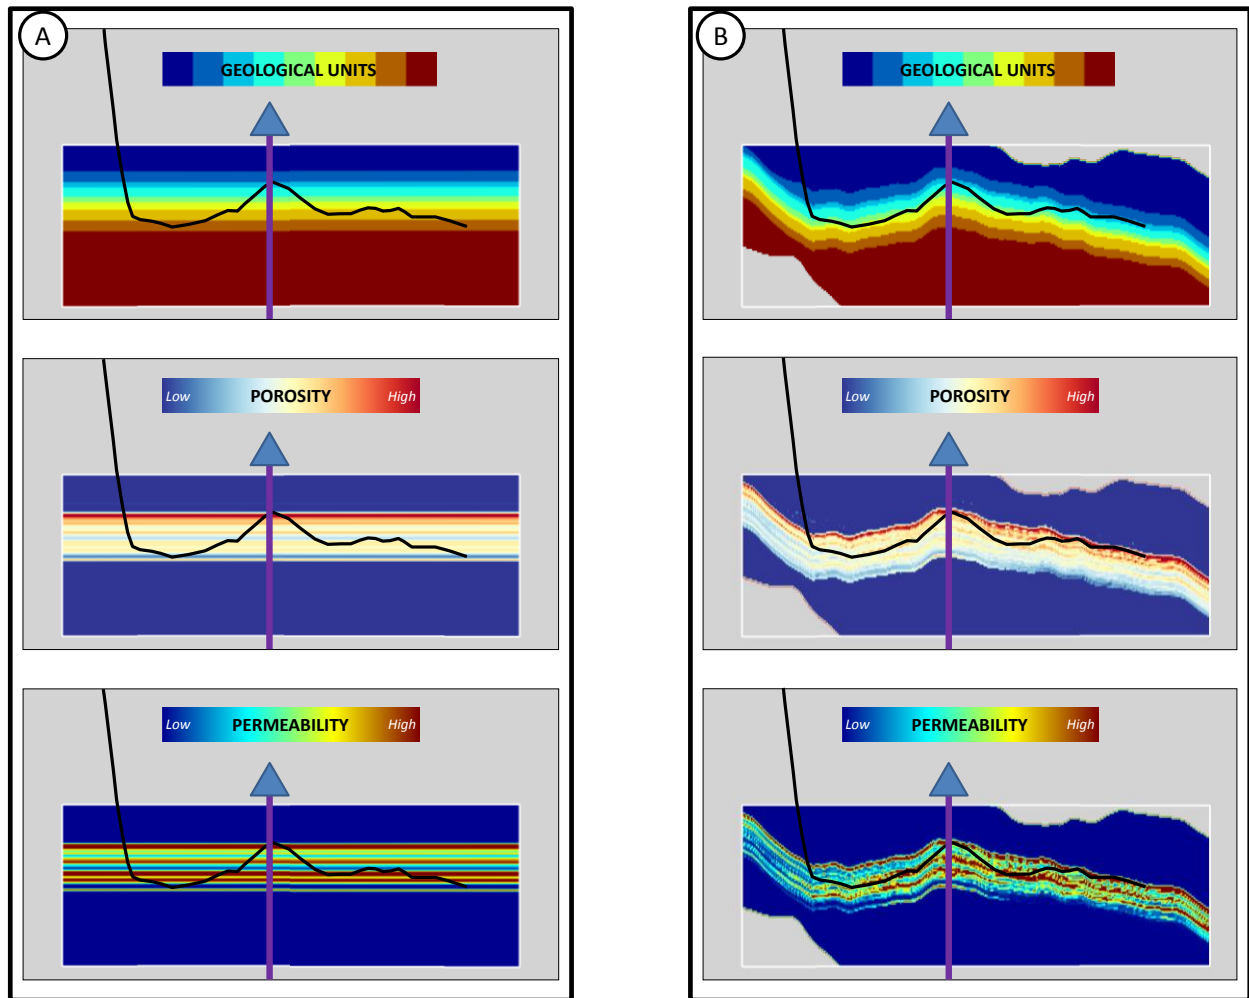 A
GEOLOGICAL UNITS
Low POROSITY High
Low PERMEABILITY High
B
GEOLOGICAL UNITS
Low POROSITY High
Low PERMEABILITY High